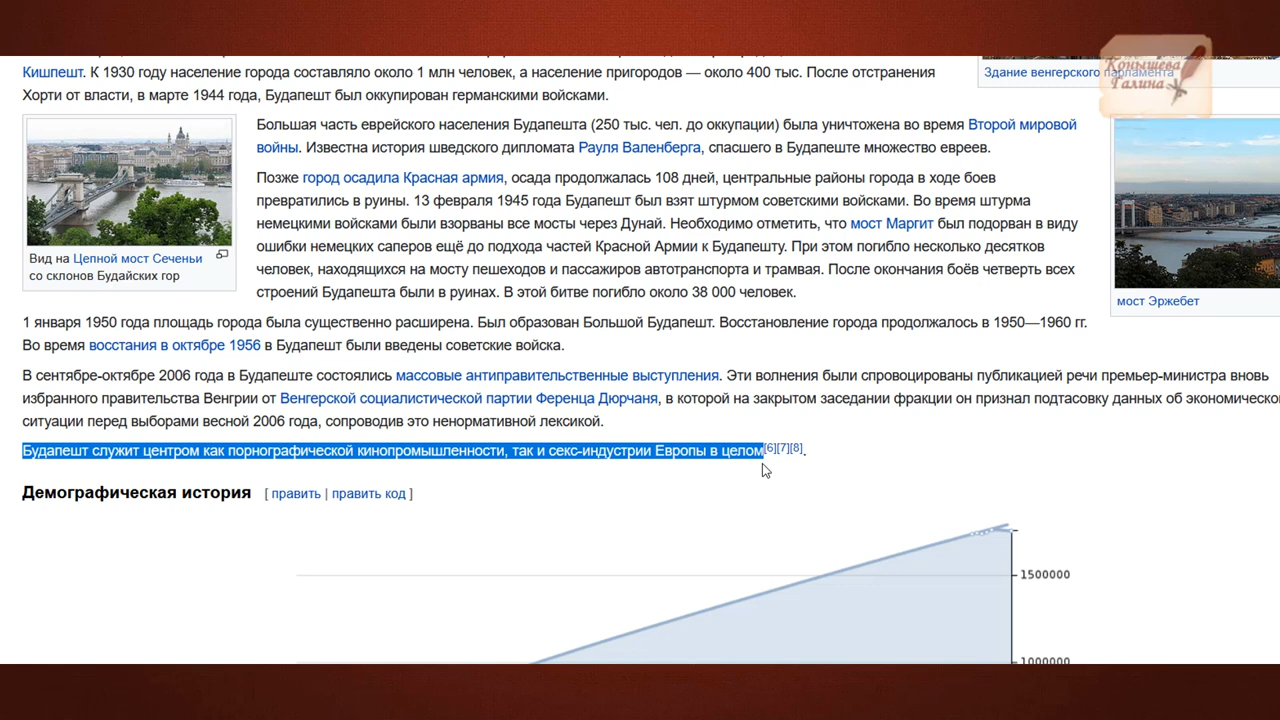 Кишпешт. К 1930 году население города составляло около 1 млн человек, а население пригородов — около 400 тыс. После отстранения
Хорти от власти, в марте 1944 года, Будапешт был оккупирован германскими войсками.
Здание венгерского парламента
Конышева
Галина
Большая часть еврейского населения Будапешта (250 тыс. чел. до оккупации) была уничтожена во время Второй мировой
войны. Известна история шведского дипломата Рауля Валенберга, спасшего в Будапеште множество евреев.
Позже город осадила Красная армия, осада продолжалась 108 дней, центральные районы города в ходе боев
превратились в руины. 13 февраля 1945 года Будапешт был взят штурмом советскими войсками. Во время штурма
немецкими войсками были взорваны все мосты через Дунай. Необходимо отметить, что мост Маргит был подорван в виду
ошибки немецких саперов ещё до подхода частей Красной Армии к Будапешту. При этом погибло несколько десятков
человек, находящихся на мосту пешеходов и пассажиров автотранспорта и трамвая. После окончания боёв четверть всех
строений Будапешта были в руинах. В этой битве погибло около 38 000 человек.
Вид на Цепной мост Сеченьи
со склонов Будайских гор
мост Эржебет
1 января 1950 года площадь города была существенно расширена. Был образован Большой Будапешт. Восстановление города продолжалось в 1950—1960 гг.
Во время восстания в октябре 1956 в Будапешт были введены советские войска.
В сентябре-октябре 2006 года в Будапеште состоялись массовые антиправительственные выступления. Эти волнения были спровоцированы публикацией речи премьер-министра вновь
избранного правительства Венгрии от Венгерской социалистической партии Ференца Дюрчаня, в которой на закрытом заседании фракции он признал подтасовку данных об экономическо
ситуации перед выборами весной 2006 года, сопроводив это ненормативной лексикой.
Будапешт служит центром как порнографической кинопромышленности, так и секс-индустрии Европы в целом[6][7][8].
Демографическая история [ править | править код ]
1500000
1000000